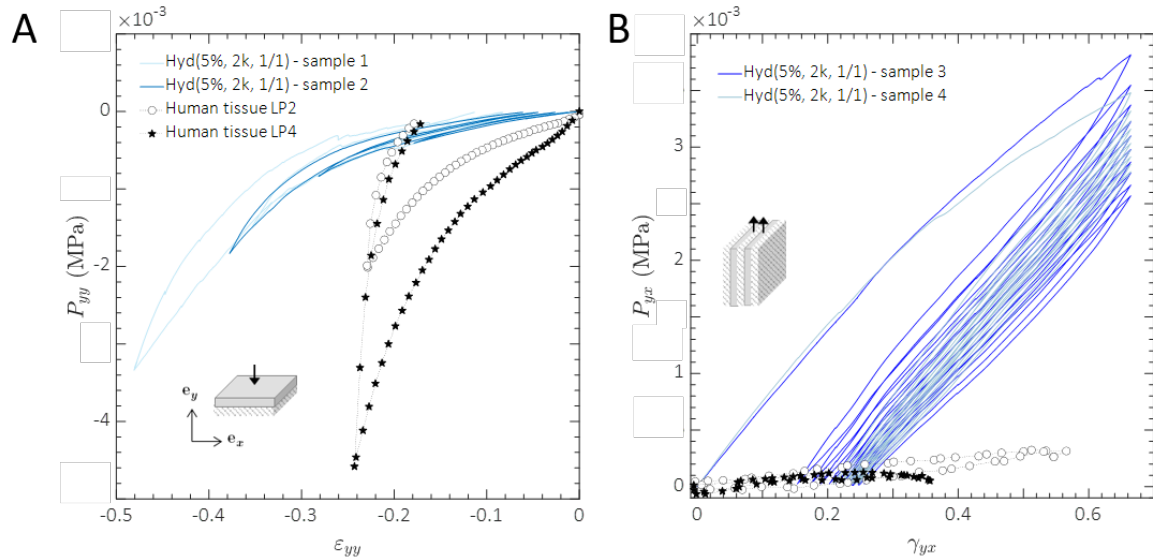 A
×10⁻³
Hyd(5%, 2k, 1/1) - sample 1
Hyd(5%, 2k, 1/1) - sample 2
Human tissue LP2
Human tissue LP4
0
-2
-4
P_yy (MPa)
e_y
e_x
-0.5 -0.4 -0.3 -0.2 -0.1 0
ε_yy
B
×10⁻³
Hyd(5%, 2k, 1/1) - sample 3
Hyd(5%, 2k, 1/1) - sample 4
3
2
1
0
P_yx (MPa)
0 0.2 0.4 0.6
γ_yx